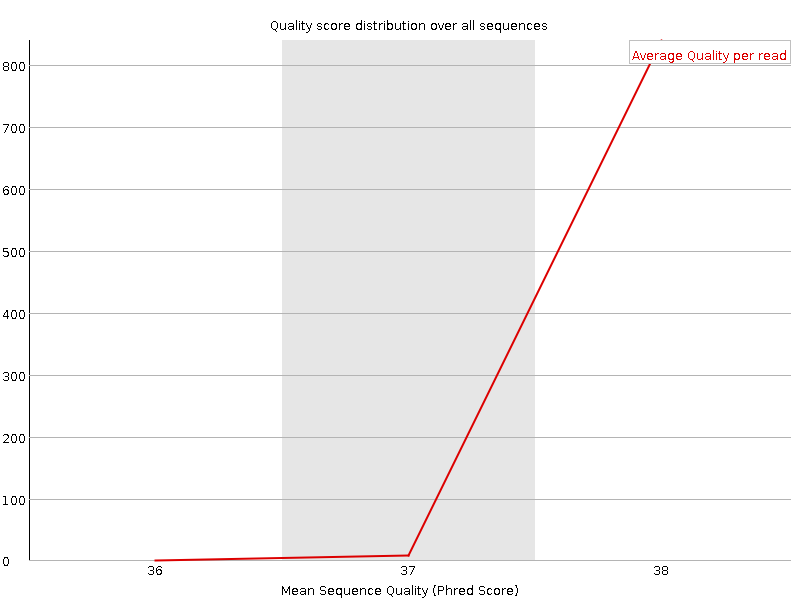 Quality score distribution over all sequences
Average Quality per read
800
700
600
500
400
300
200
100
0
36 37 38
Mean Sequence Quality (Phred Score)